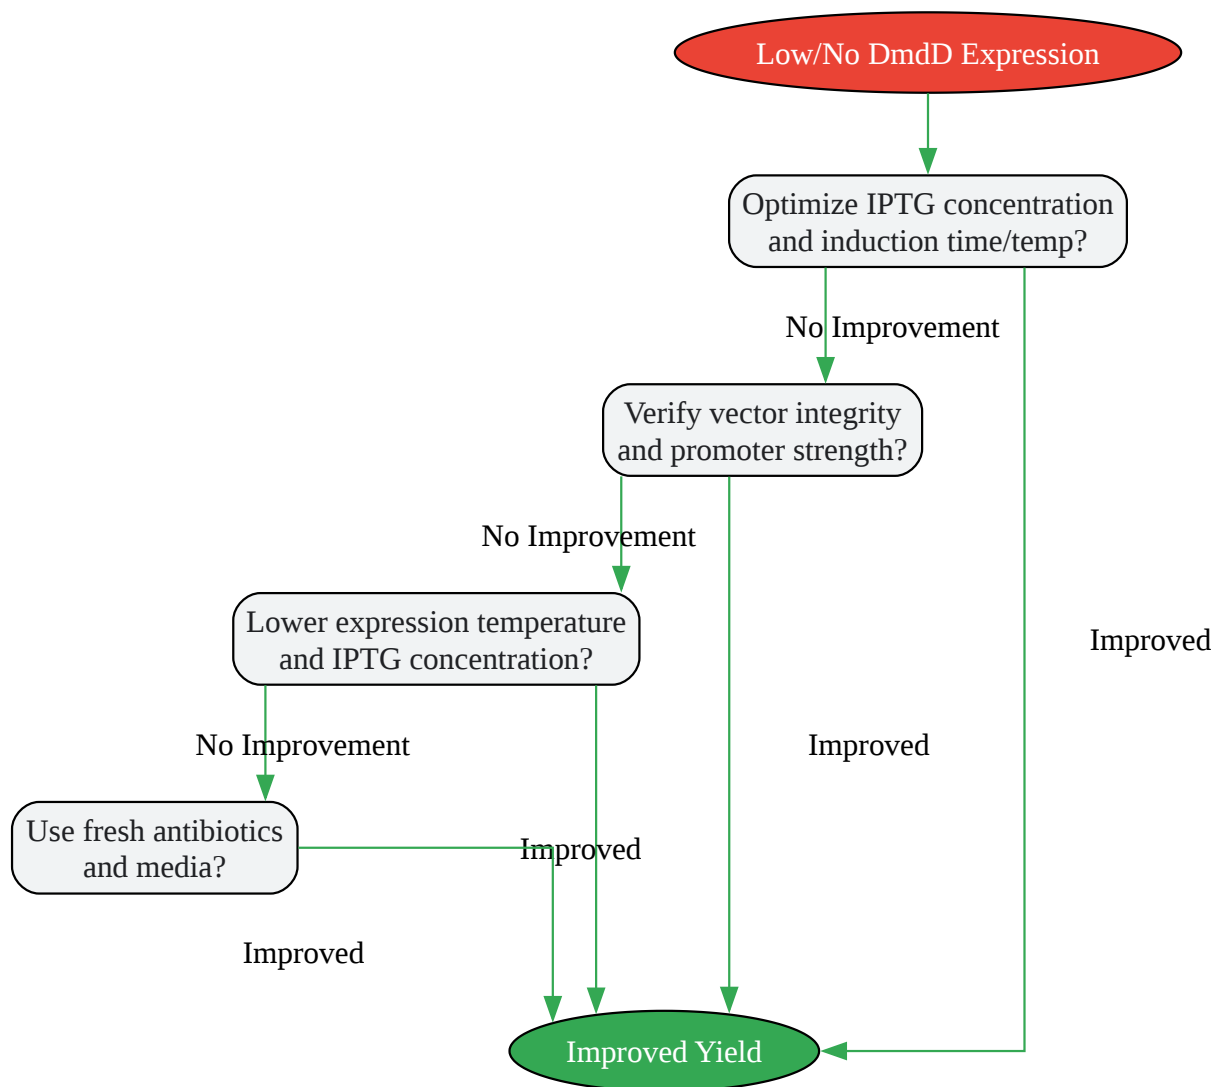 Low/No DmdD Expression
Optimize IPTG concentration
and induction time/temp?
No Improvement
Verify vector integrity
and promoter strength?
No Improvement
Lower expression temperature
and IPTG concentration?
Improved
No Improvement
Improved
Use fresh antibiotics
and media?
Improved
Improved
Improved Yield